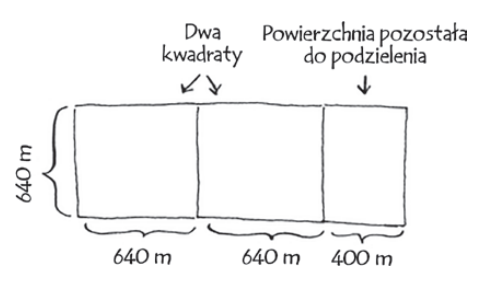 Dwa
kwadraty
Powierzchnia pozostała
do podzielenia
640 m
640 m
640 m
400 m